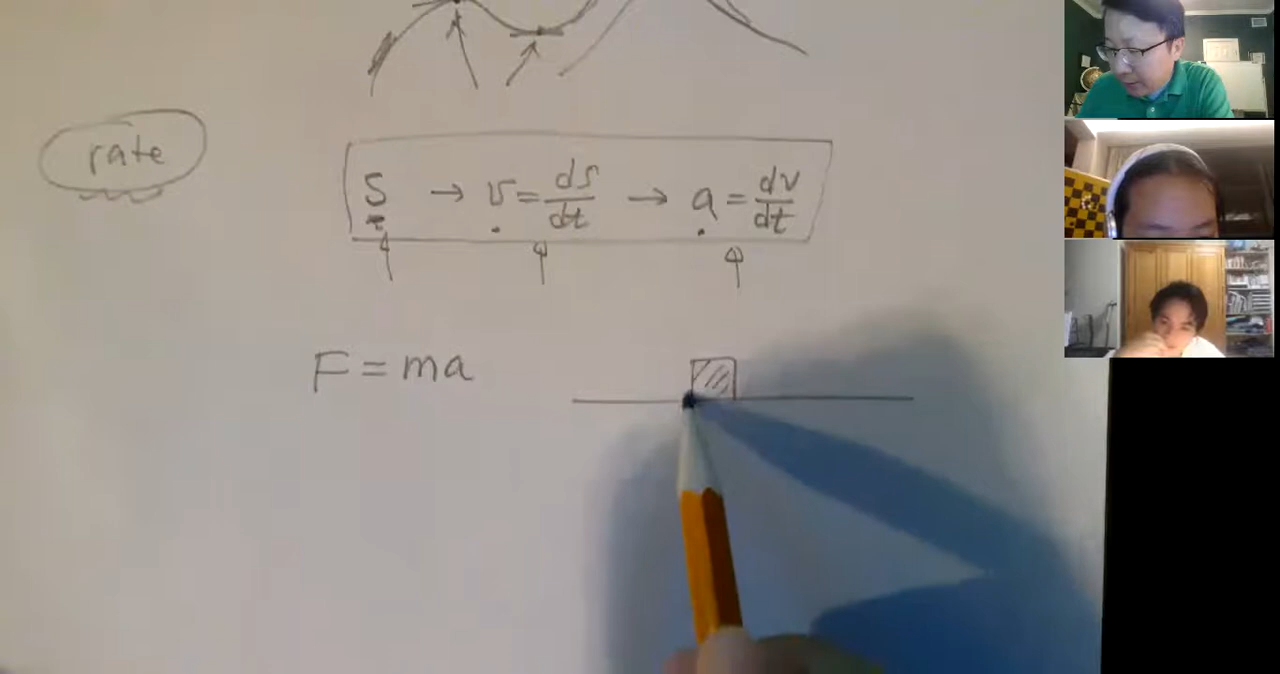 rate
S → v = ds/dt → a = dv/dt
F = ma